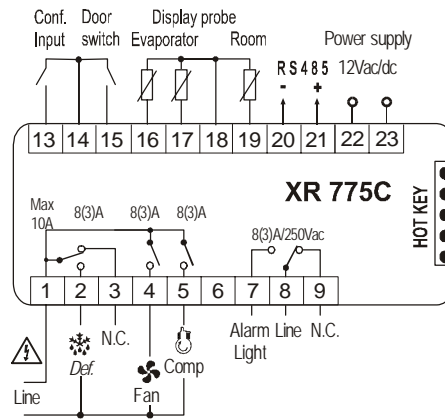 Conf. Door Display probe
Input switch Evaporator Room Power supply
RS485 12Vac/dc
- +
13 14 15 16 17 18 19 20 21 22 23
XR 775C
HOT KEY
Max
10A 8(3)A 8(3)A 8(3)A 8(3)A/250Vac
1 2 3 4 5 6 7 8 9
N.C. Alarm Line N.C.
Light
Def. Comp
Line Fan